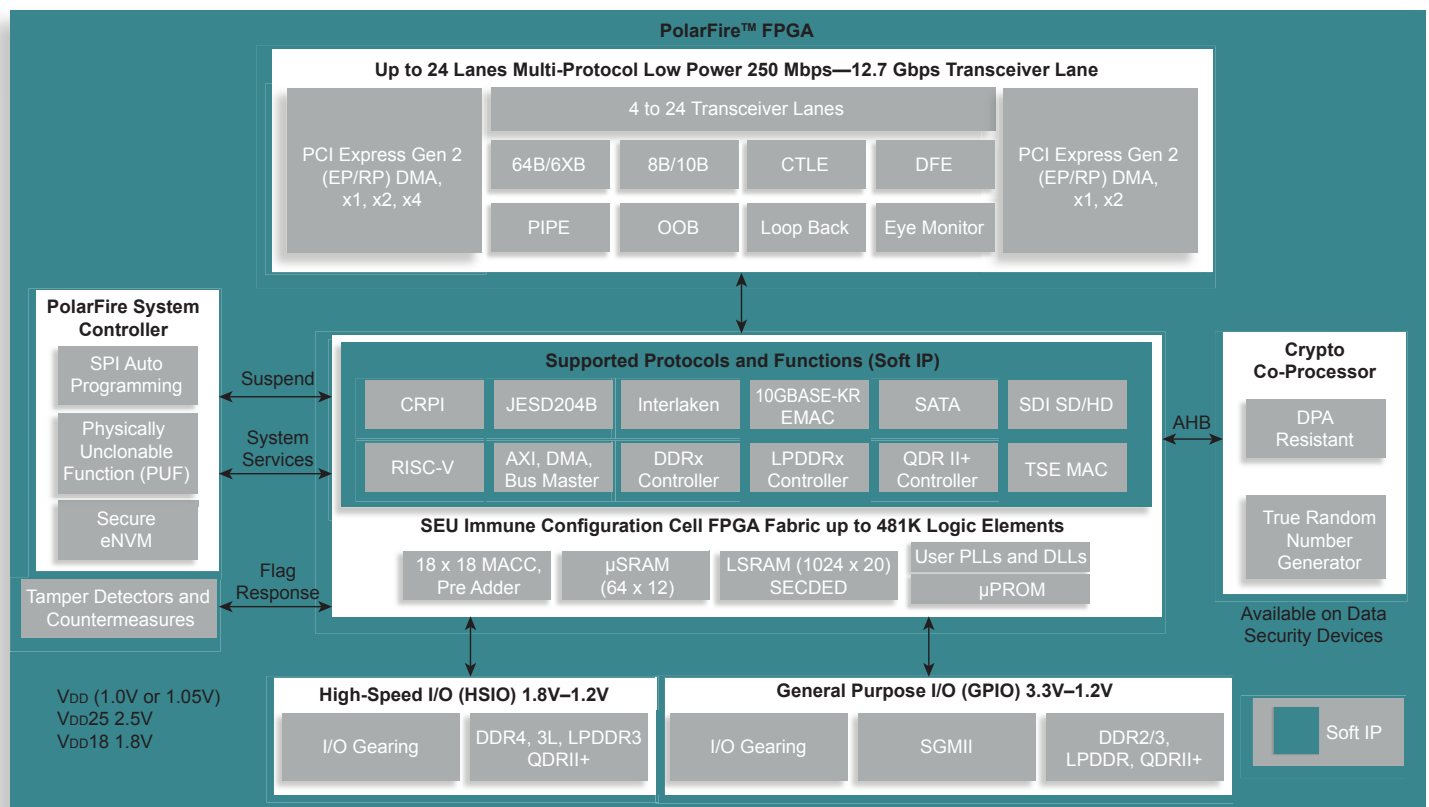 PolarFire™ FPGA
Up to 24 Lanes Multi-Protocol Low Power 250 Mbps—12.7 Gbps Transceiver Lane
PCI Express Gen 2
(EP/RP) DMA,
x1, x2, x4
4 to 24 Transceiver Lanes
64B/6XB
8B/10B
CTLE
DFE
PIPE
OOB
Loop Back
Eye Monitor
PCI Express Gen 2
(EP/RP) DMA,
x1, x2
PolarFire System
Controller
SPI Auto
Programming
Physically
Unclonable
Function (PUF)
Secure
eNVM
Tamper Detectors and
Countermeasures
Suspend
System
Services
Flag
Response
Supported Protocols and Functions (Soft IP)
CRPI
JESD204B
Interlaken
10GBASE-KR
EMAC
SATA
SDI SD/HD
RISC-V
AXI, DMA,
Bus Master
DDRx
Controller
LPDDRx
Controller
QDR II+
Controller
TSE MAC
SEU Immune Configuration Cell FPGA Fabric up to 481K Logic Elements
18 x 18 MACC,
Pre Adder
µSRAM
(64 x 12)
LSRAM (1024 x 20)
SECDED
User PLLs and DLLs
µPROM
AHB
Crypto
Co-Processor
DPA
Resistant
True Random
Number
Generator
Available on Data
Security Devices
VDD (1.0V or 1.05V)
VDD25 2.5V
VDD18 1.8V
High-Speed I/O (HSIO) 1.8V–1.2V
I/O Gearing
DDR4, 3L, LPDDR3
QDRII+
General Purpose I/O (GPIO) 3.3V–1.2V
I/O Gearing
SGMII
DDR2/3,
LPDDR, QDRII+
Soft IP